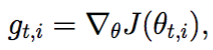 g_{t,i} = ∇_θ J(θ_{t,i}),